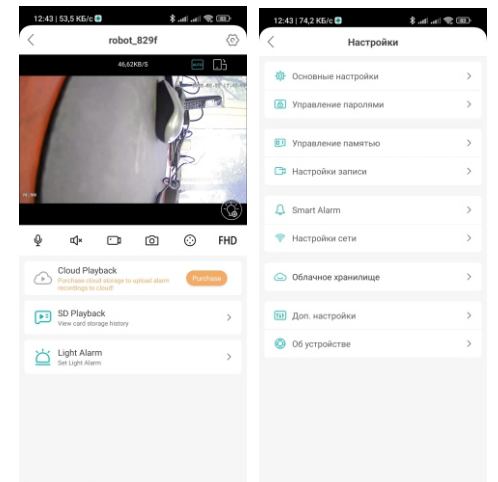 12:43 | 53,5 КБ/с
robot_829f
46,62KB/S
FHD
Cloud Playback
Purchase cloud storage to upload alarm
recordings to cloud!
Purchase
SD Playback
View card storage history
Light Alarm
Set Light Alarm
12:43 | 74,2 КБ/с
Настройки
Основные настройки
Управление паролями
Управление памятью
Настройки записи
Smart Alarm
Настройки сети
Облачное хранилище
Доп. настройки
Об устройстве